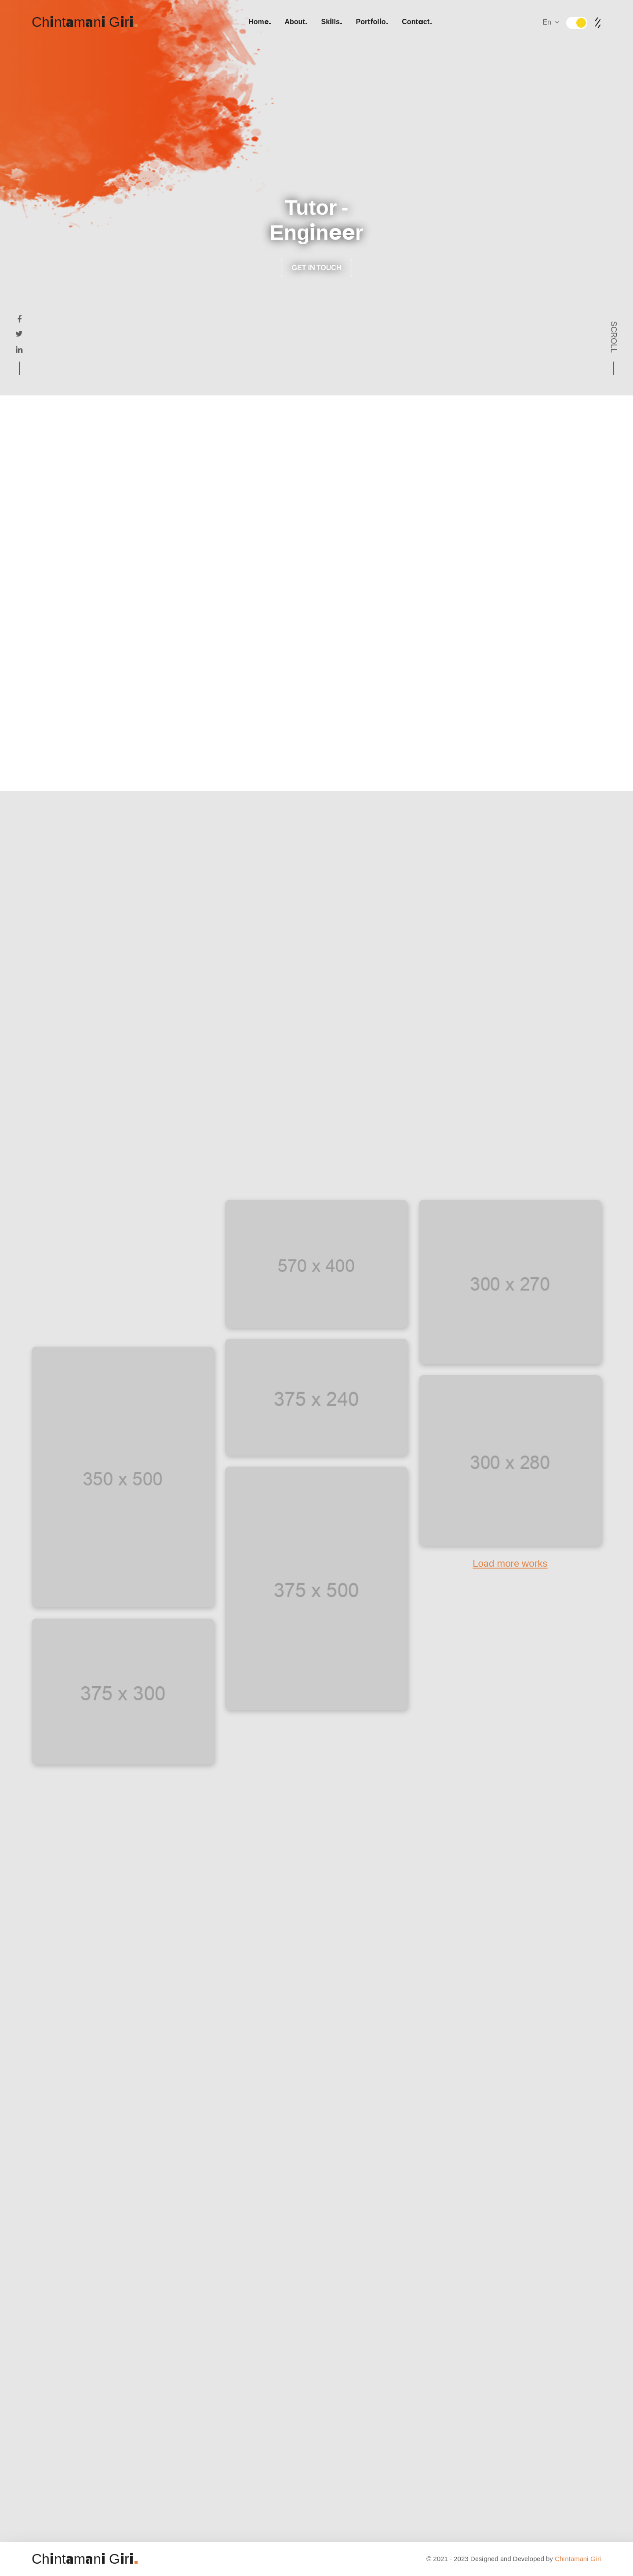 Chintamani Giri.
Home.
About.
Skills.
Portfolio.
Contact.
En
Tutor -
Engineer
GET IN TOUCH
SCROLL
570 x 400
300 x 270
375 x 240
350 x 500
300 x 280
375 x 500
Load more works
375 x 300
Chintamani Giri.
© 2021 - 2023 Designed and Developed by Chintamani Giri